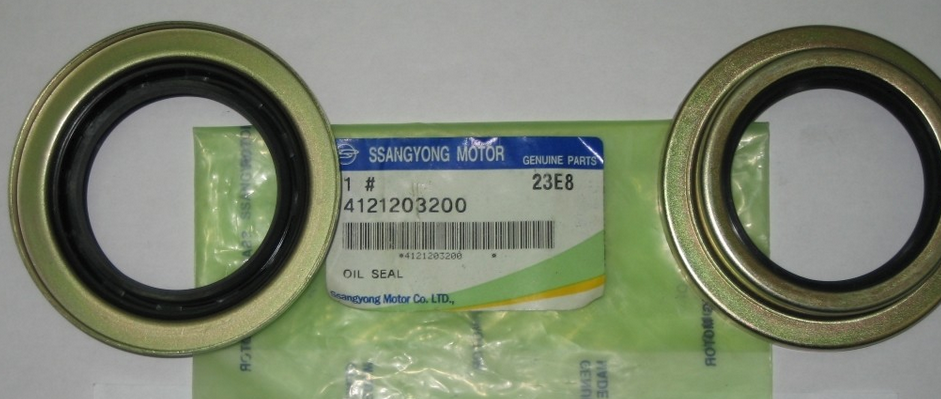 SSANGYONG MOTOR GENUINE PARTS
1 # 23E8
4121203200
*4121203200 *
OIL SEAL
Ssangyong Motor Co. LTD.,